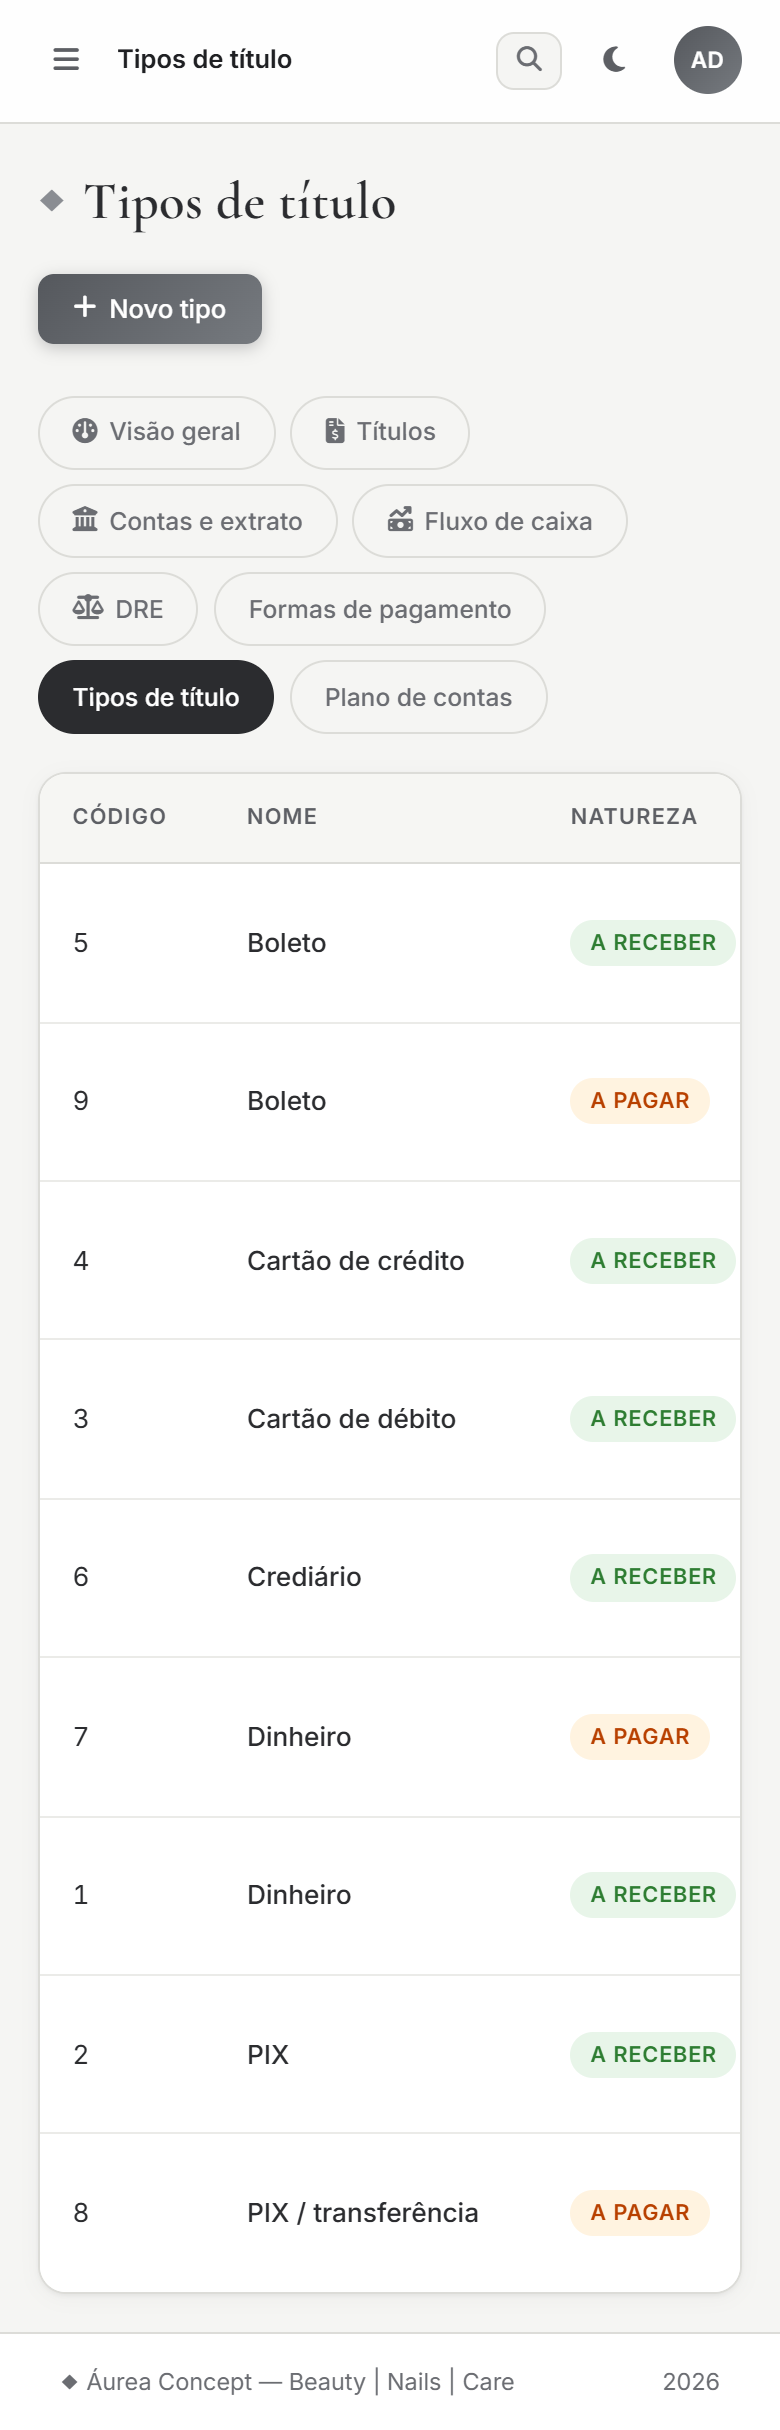 Tipos de título
AD
Tipos de título
Novo tipo
Visão geral
Títulos
Contas e extrato
Fluxo de caixa
DRE
Formas de pagamento
Tipos de título
Plano de contas
CÓDIGO NOME NATUREZA
5 Boleto A RECEBER
9 Boleto A PAGAR
4 Cartão de crédito A RECEBER
3 Cartão de débito A RECEBER
6 Crediário A RECEBER
7 Dinheiro A PAGAR
1 Dinheiro A RECEBER
2 PIX A RECEBER
8 PIX / transferência A PAGAR
Áurea Concept — Beauty | Nails | Care 2026